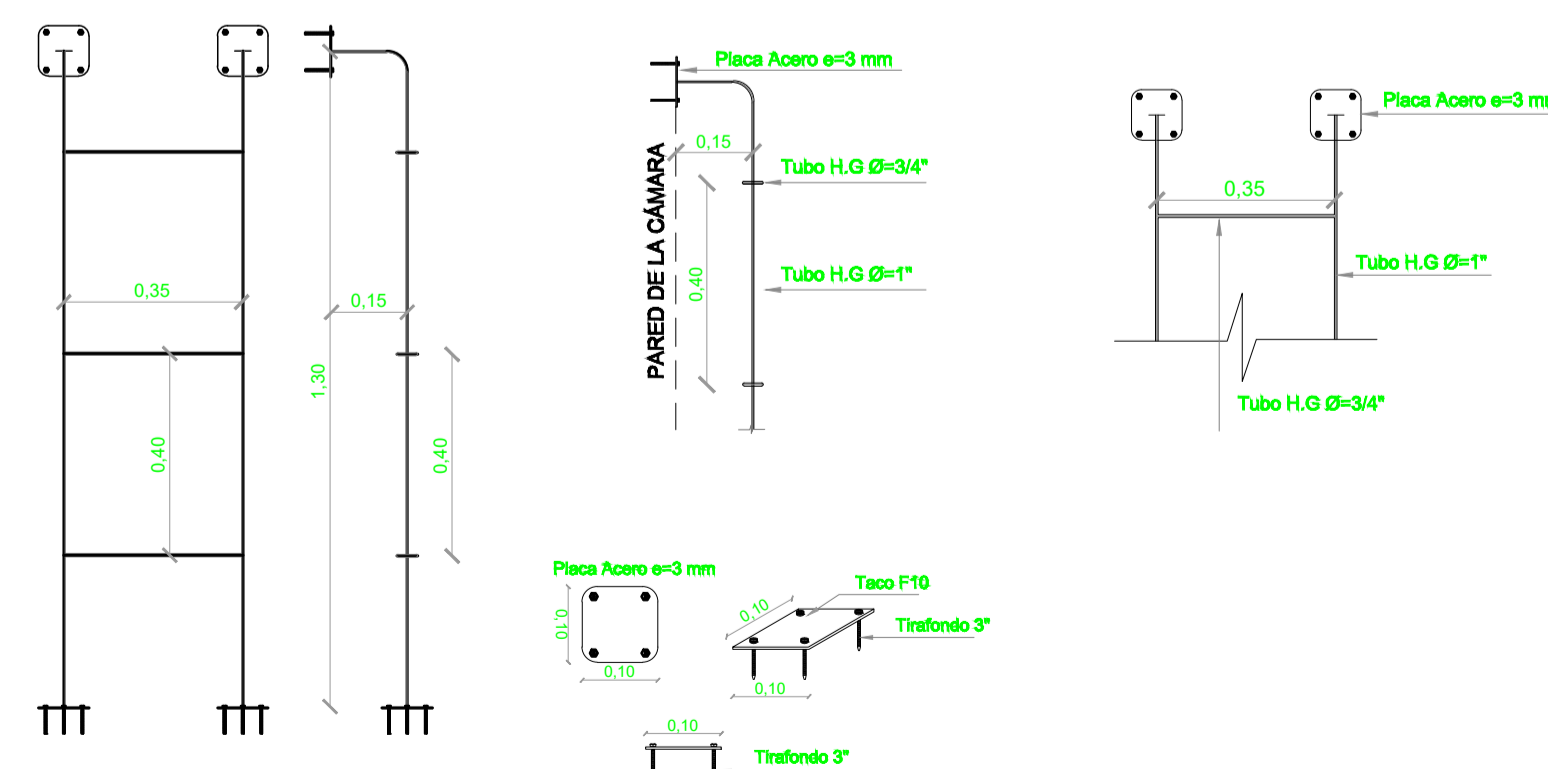 0,35
0,40
1,30
0,15
0,40
Placa Acero e=3 mm
0,15
Tubo H.G Ø=3/4"
PARED DE LA CÁMARA
0,40
Tubo H.G Ø=1"
Placa Acero e=3
0,35
Tubo H.G Ø=1"
Tubo H.G Ø=3/4"
Placa Acero e=3 mm
0,10
0,10
Taco F10
0,10
Tirafondo 3"
0,10
0,10
Tirafondo 3"